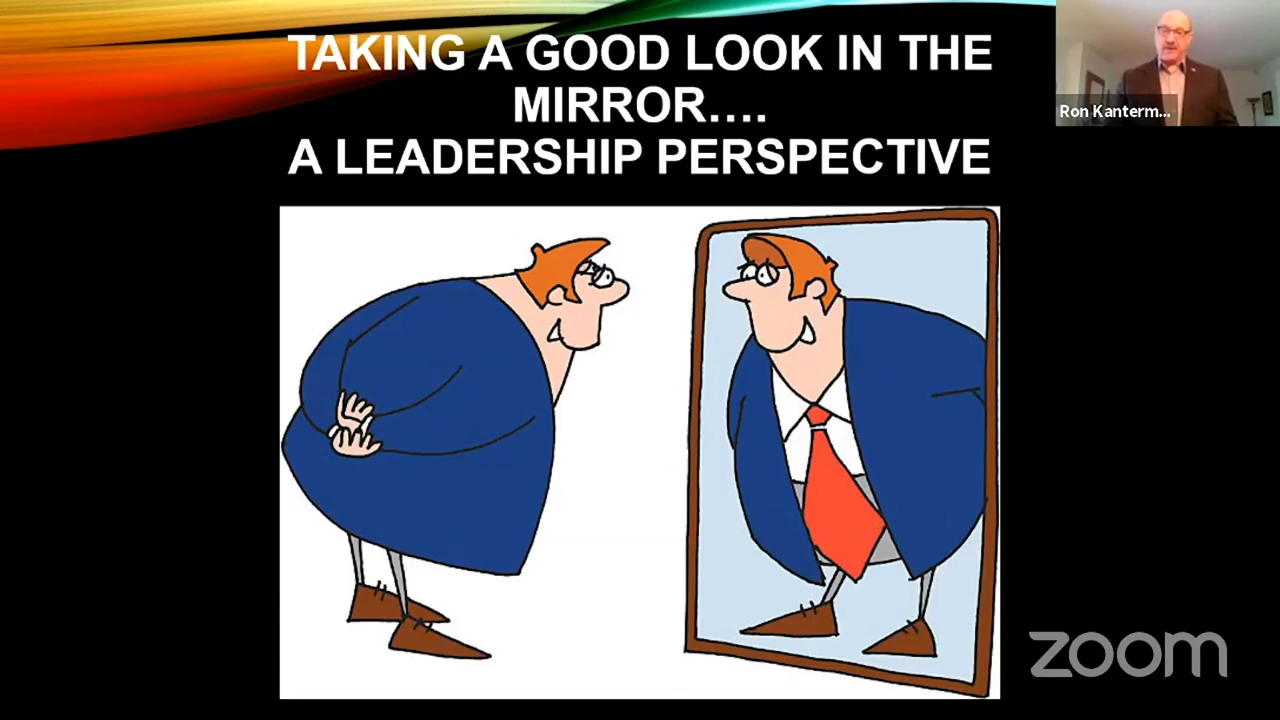 TAKING A GOOD LOOK IN THE
MIRROR....
A LEADERSHIP PERSPECTIVE
Ron Kanterm...
zoom